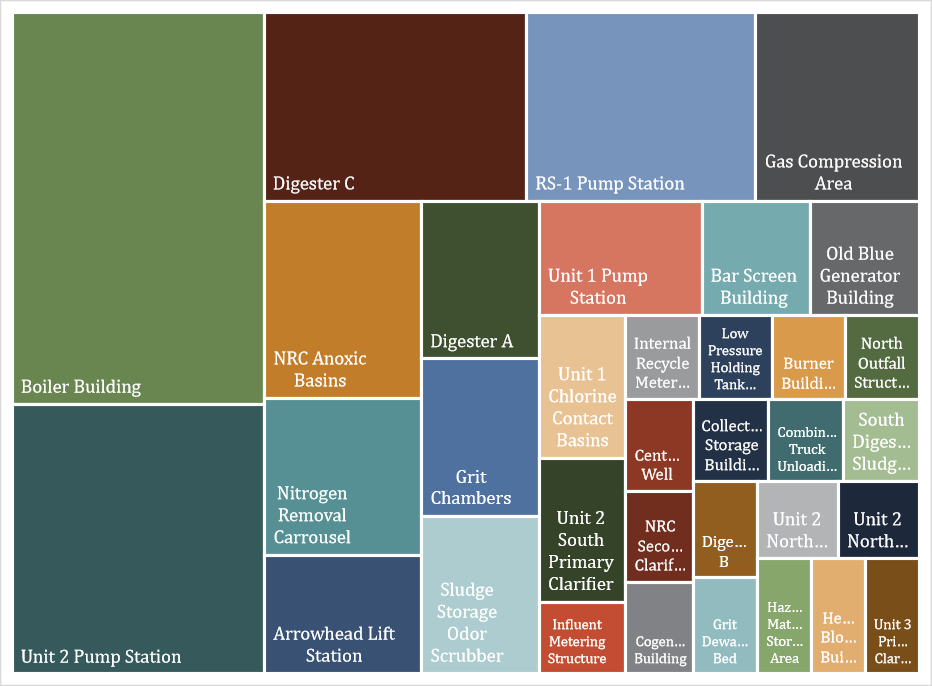 Boiler Building
Unit 2 Pump Station
Digester C
RS-1 Pump Station
Gas Compression
Area
NRC Anoxic
Basins
Nitrogen
Removal
Carrousel
Arrowhead Lift
Station
Digester A
Grit
Chambers
Sludge
Storage
Odor
Scrubber
Unit 1 Pump
Station
Bar Screen
Building
Old Blue
Generator
Building
Unit 1
Chlorine
Contact
Basins
Unit 2
South
Primary
Clarifier
Influent
Metering
Structure
Internal
Recycle
Meter...
Low
Pressure
Holding
Tank...
Burner
Buildi...
North
Outfall
Struct...
Cent...
Well
NRC
Seco...
Clarif...
Cogen...
Building
Collect...
Storage
Buildi...
Combin...
Truck
Unloadi...
South
Diges...
Sludg...
Dige...
B
Grit
Dewa...
Bed
Unit 2
North...
Unit 2
North...
Haz...
Mat...
Stor...
Area
He...
Blo...
Bui...
Unit 3
Pri...
Clar...